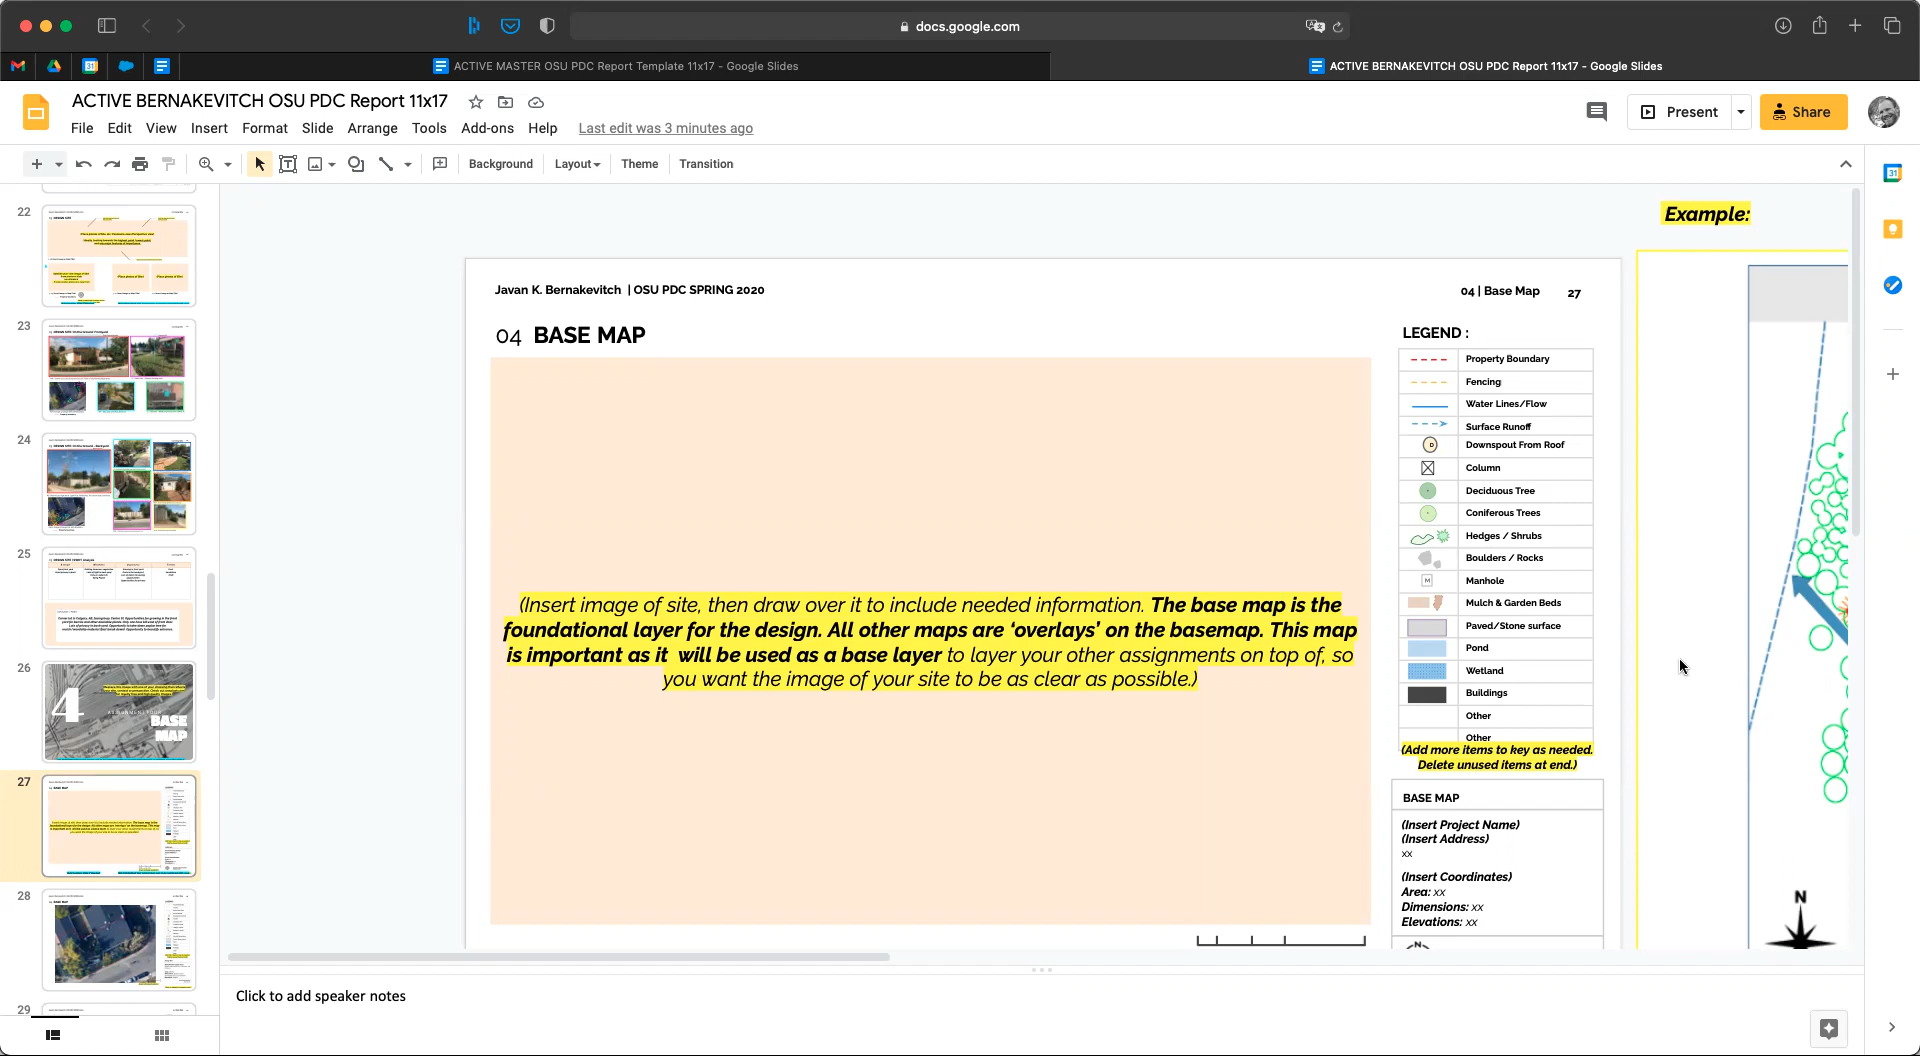 docs.google.com
31
ACTIVE MASTER OSU PDC Report Template 11x17 - Google Slides
ACTIVE BERNAKEVITCH OSU PDC Report 11x17 - Google Slides
ACTIVE BERNAKEVITCH OSU PDC Report 11x17
File Edit View Insert Format Slide Arrange Tools Add-ons Help Last edit was 3 minutes ago
Present
Share
Background Layout Theme Transition
31
22
23
24
25
26
4
BASE
MAP
27
28
29
Example:
Javan K. Bernakevitch | OSU PDC SPRING 2020
04 | Base Map 27
04 BASE MAP
LEGEND :
Property Boundary
Fencing
Water Lines/Flow
Surface Runoff
D Downspout From Roof
Column
Deciduous Tree
Coniferous Trees
Hedges / Shrubs
Boulders / Rocks
M Manhole
Mulch & Garden Beds
Paved/Stone surface
Pond
Wetland
Buildings
Other
Other
(Add more items to key as needed.
Delete unused items at end.)
(Insert image of site, then draw over it to include needed information. The base map is the
foundational layer for the design. All other maps are ‘overlays’ on the basemap. This map
is important as it will be used as a base layer to layer your other assignments on top of, so
you want the image of your site to be as clear as possible.)
BASE MAP
(Insert Project Name)
(Insert Address)
xx
(Insert Coordinates)
Area: xx
Dimensions: xx
Elevations: xx
N
N
Click to add speaker notes